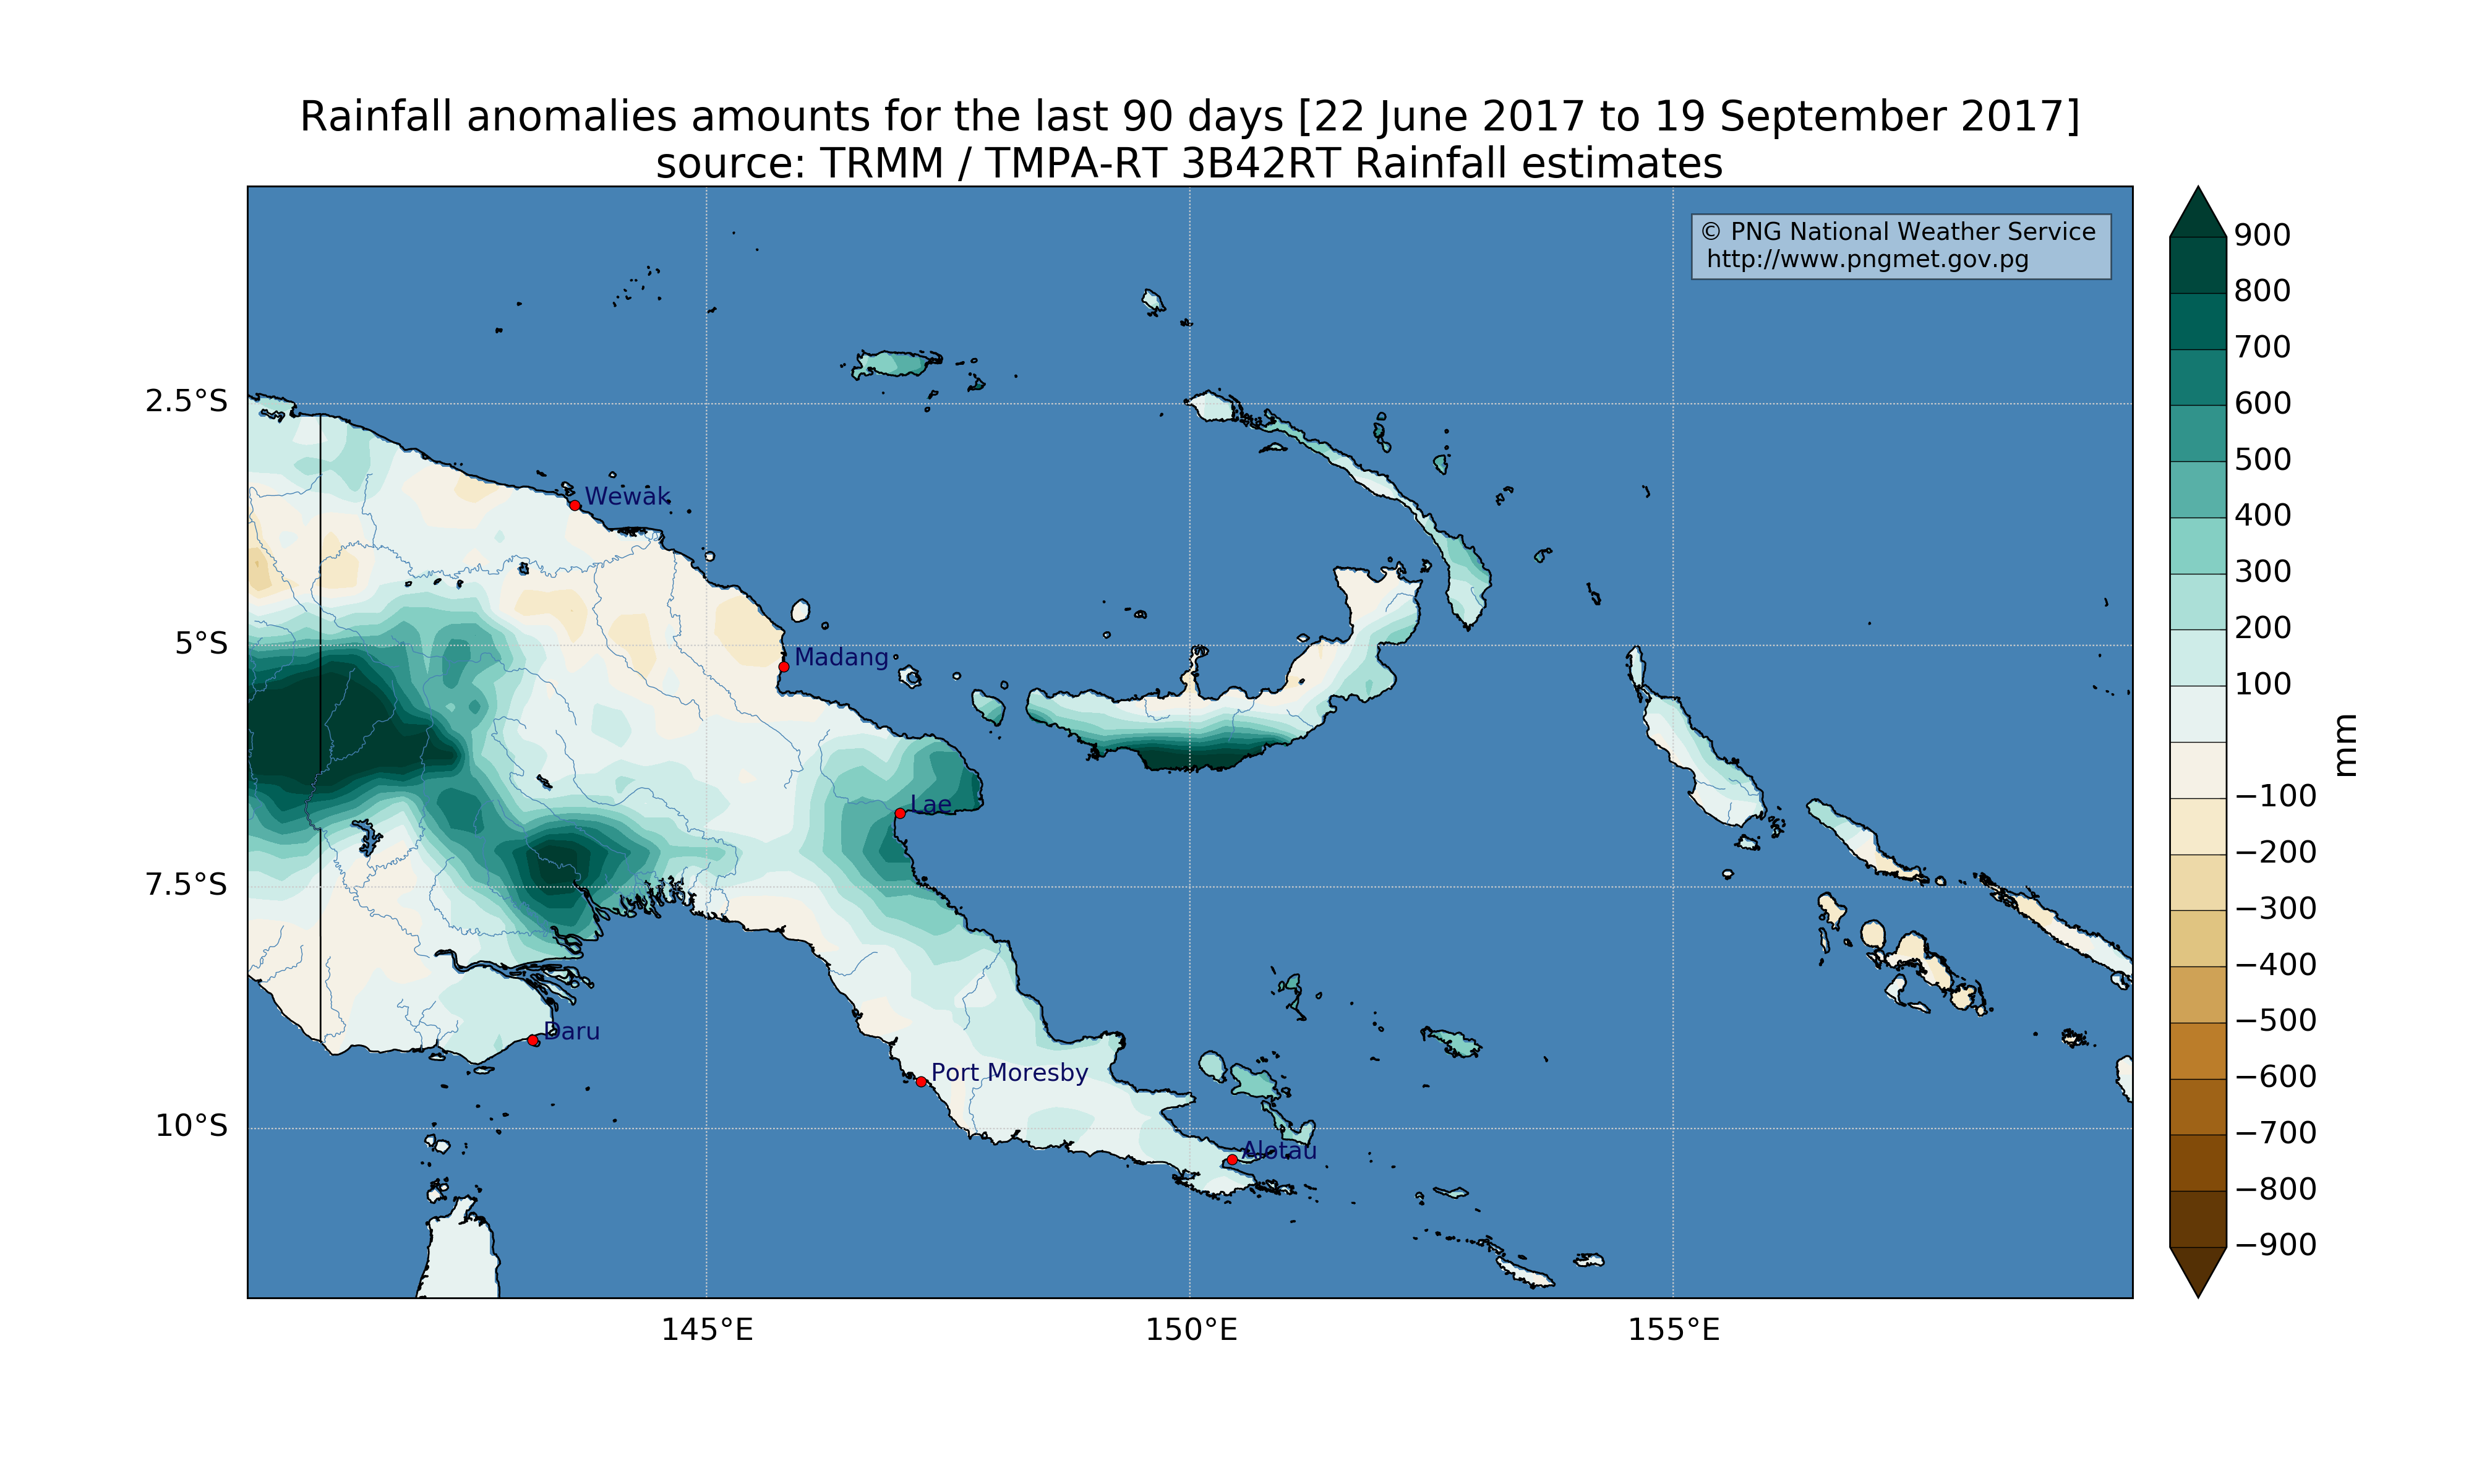 Rainfall anomalies amounts for the last 90 days [22 June 2017 to 19 September 2017]
source: TRMM / TMPA-RT 3B42RT Rainfall estimates
© PNG National Weather Service
http://www.pngmet.gov.pg
2.5°S
5°S
7.5°S
10°S
145°E
150°E
155°E
Wewak
Madang
Lae
Daru
Port Moresby
Alotau
900
800
700
600
500
400
300
200
100
−100
−200
−300
−400
−500
−600
−700
−800
−900
mm